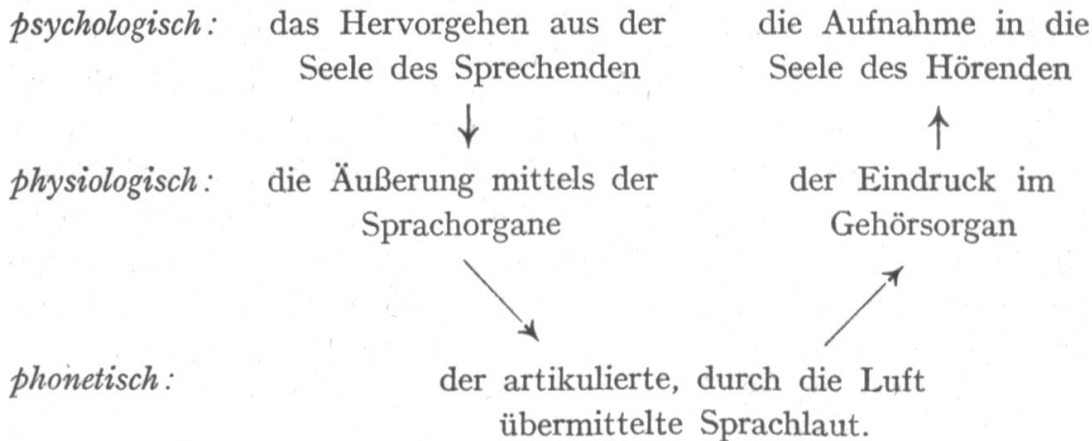 psychologisch: das Hervorgehen aus der die Aufnahme in die
Seele des Sprechenden Seele des Hörenden
physiologisch: die Äußerung mittels der der Eindruck im
Sprachorgane Gehörsorgan
phonetisch: der artikulierte, durch die Luft
übermittelte Sprachlaut.